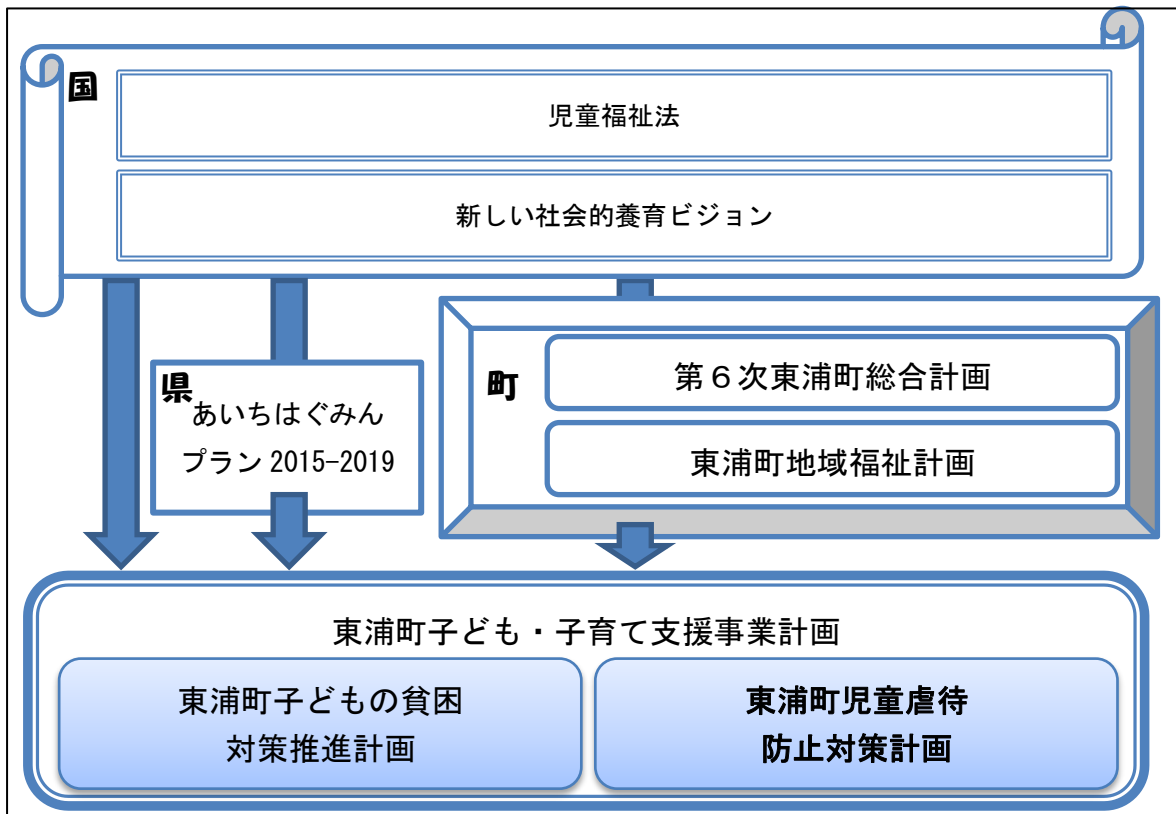 国
児童福祉法
新しい社会的養育ビジョン
県
あいちはぐみん
プラン 2015-2019
町
第６次東浦町総合計画
東浦町地域福祉計画
東浦町子ども・子育て支援事業計画
東浦町子どもの貧困
対策推進計画
東浦町児童虐待
防止対策計画